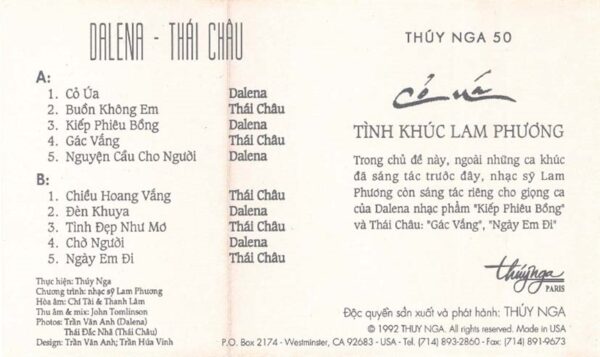 DALENA - THÁI CHÂU
A:
1. Cỏ Úa Dalena
2. Buồn Không Em Thái Châu
3. Kiếp Phiêu Bồng Dalena
4. Gác Vắng Thái Châu
5. Nguyện Cầu Cho Người Dalena
B:
1. Chiều Hoang Vắng Thái Châu
2. Đèn Khuya Dalena
3. Tình Đẹp Như Mơ Thái Châu
4. Chờ Người Dalena
5. Ngày Em Đi Thái Châu
Thực hiện: Thúy Nga
Chương trình: nhạc sỹ Lam Phương
Hòa âm: Chí Tài & Thanh Lâm
Thu âm & mix: John Tomlinson
Photos: Trần Vân Anh (Dalena)
Thái Đắc Nhã (Thái Châu)
Design: Trần Vân Anh; Trần Hứa Vinh
THÚY NGA 50
Cỏ úa
TÌNH KHÚC LAM PHƯƠNG
Trong chủ đề này, ngoài những ca khúc
đã sáng tác trước đây, nhạc sỹ Lam
Phương còn sáng tác riêng cho giọng ca
của Dalena nhạc phẩm "Kiếp Phiêu Bồng"
và Thái Châu: "Gác Vắng", "Ngày Em Đi"
thúy nga
PARIS
Độc quyền sản xuất và phát hành: THÚY NGA
© 1992 THUY NGA. All rights reserved. Made in USA
P.O. Box 2174 - Westminster, CA 92683 - USA - Tel. (714) 893-2860 - Fax: (714) 891-9673